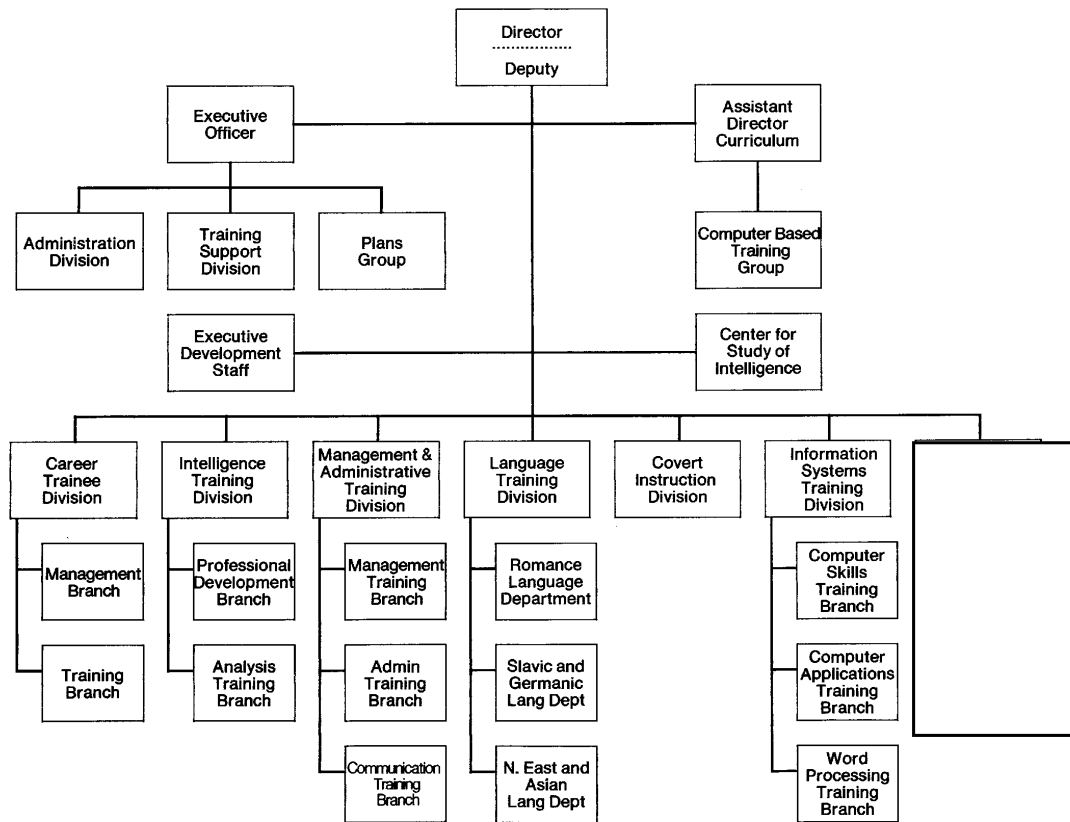 Director
Deputy
Executive
Officer
Assistant
Director
Curriculum
Administration
Division
Training
Support
Division
Plans
Group
Computer Based
Training
Group
Executive
Development
Staff
Center for
Study of
Intelligence
Career
Trainee
Division
Intelligence
Training
Division
Management &
Administrative
Training
Division
Language
Training
Division
Covert
Instruction
Division
Information
Systems
Training
Division
Management
Branch
Professional
Development
Branch
Management
Training
Branch
Romance
Language
Department
Computer
Skills
Training
Branch
Training
Branch
Analysis
Training
Branch
Admin
Training
Branch
Slavic and
Germanic
Lang Dept
Computer
Applications
Training
Branch
Communication
Training
Branch
N. East and
Asian
Lang Dept
Word
Processing
Training
Branch